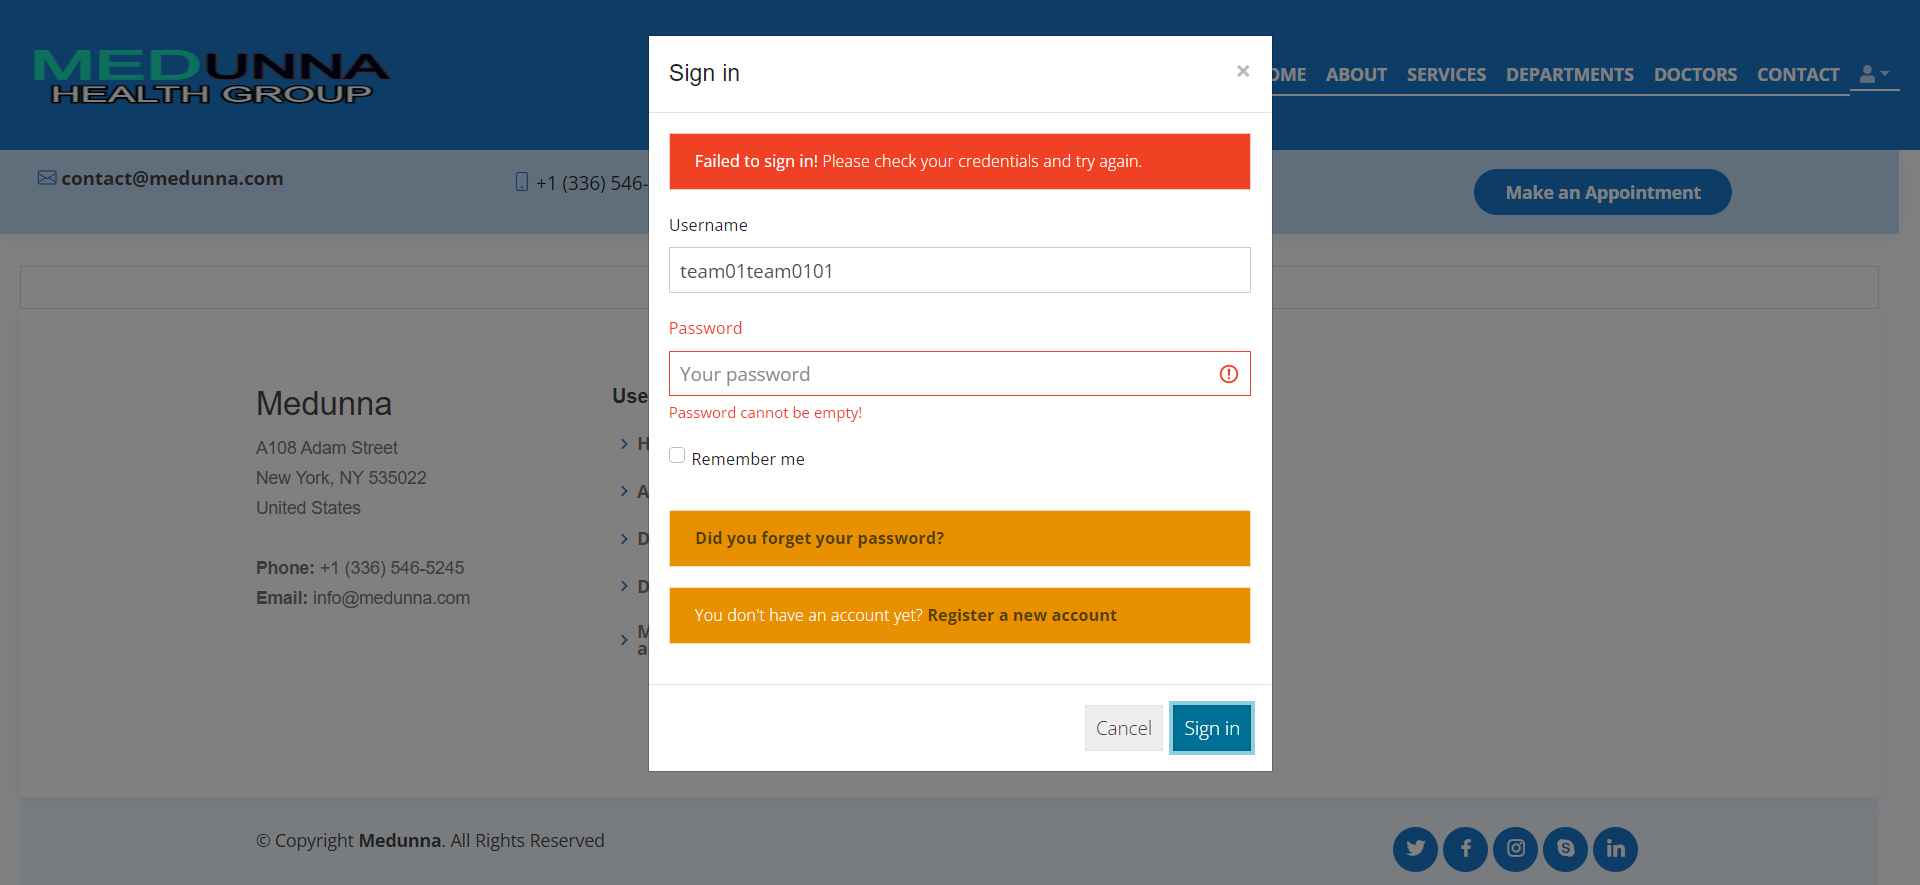 MEDUNNA
HEALTH GROUP
OME ABOUT SERVICES DEPARTMENTS DOCTORS CONTACT
contact@medunna.com
+1 (336) 546-
Make an Appointment
Sign in
×
Failed to sign in! Please check your credentials and try again.
Username
team01team0101
Password
Your password
Password cannot be empty!
Remember me
Did you forget your password?
You don't have an account yet? Register a new account
Cancel
Sign in
Medunna
A108 Adam Street
New York, NY 535022
United States
Phone: +1 (336) 546-5245
Email: info@medunna.com
Use
H
A
D
D
M
a
© Copyright Medunna. All Rights Reserved